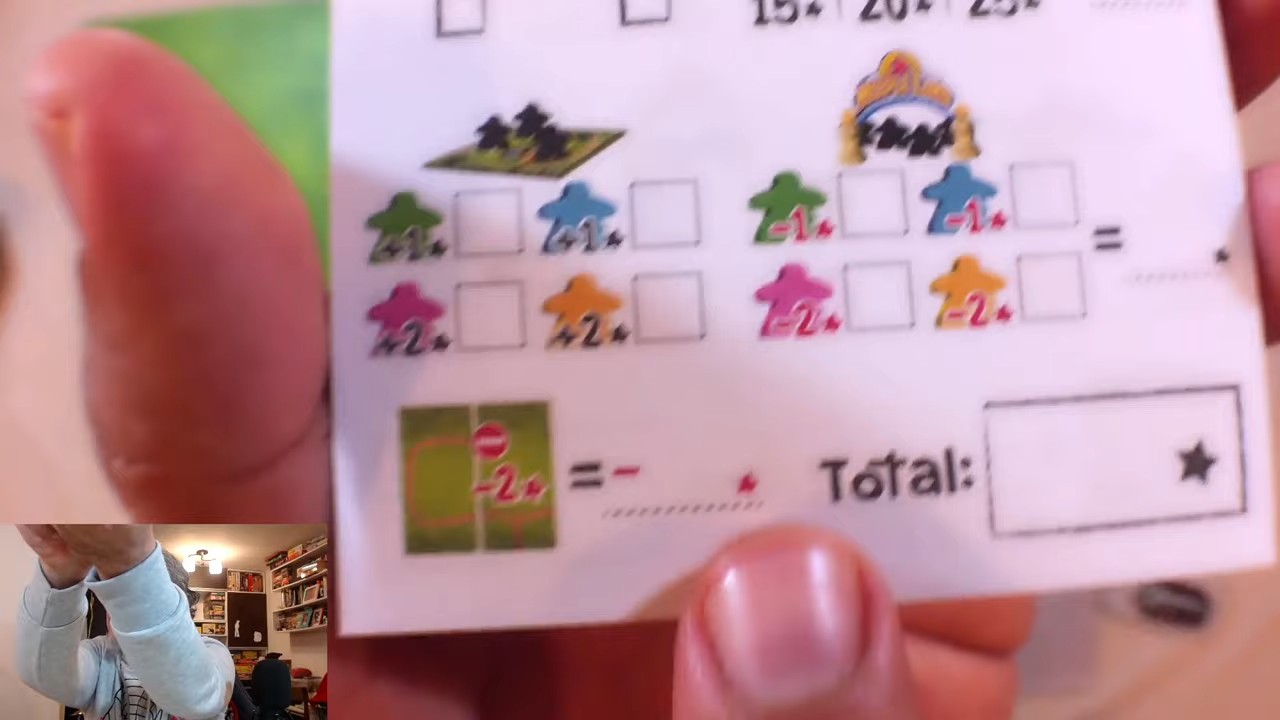 15★ | 20★ | 25★
+1★ +1★ -1★ -1★
= ★
+2★ +2★ -2★ -2★
-2★ = - ★ Total: ★